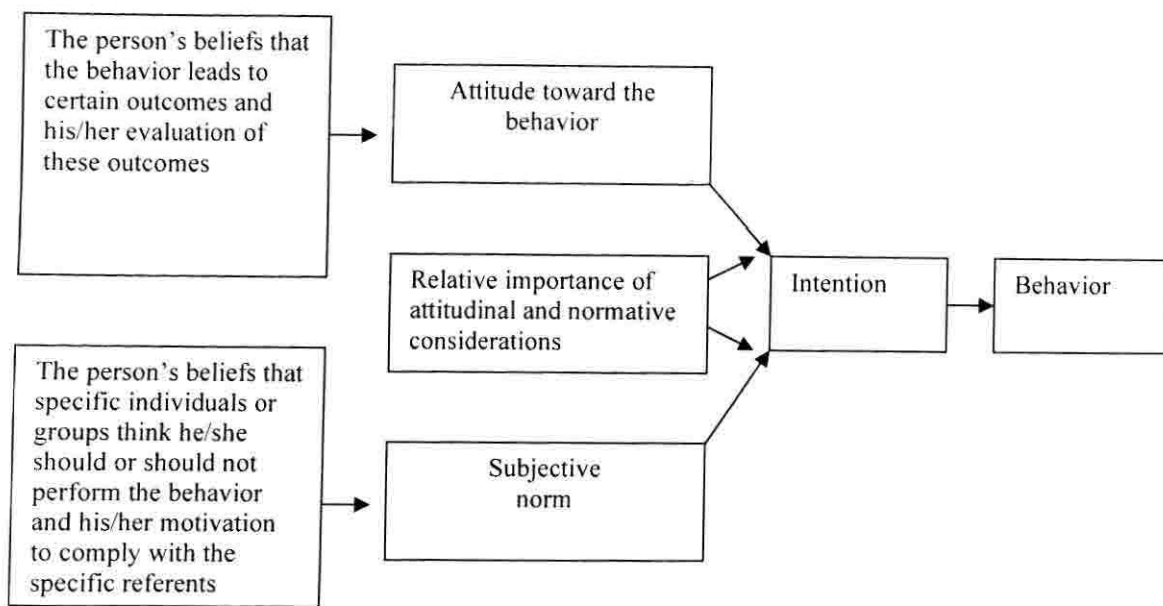 The person's beliefs that
the behavior leads to
certain outcomes and
his/her evaluation of
these outcomes
Attitude toward the
behavior
Relative importance of
attitudinal and normative
considerations
Intention
Behavior
The person's beliefs that
specific individuals or
groups think he/she
should or should not
perform the behavior
and his/her motivation
to comply with the
specific referents
Subjective
norm